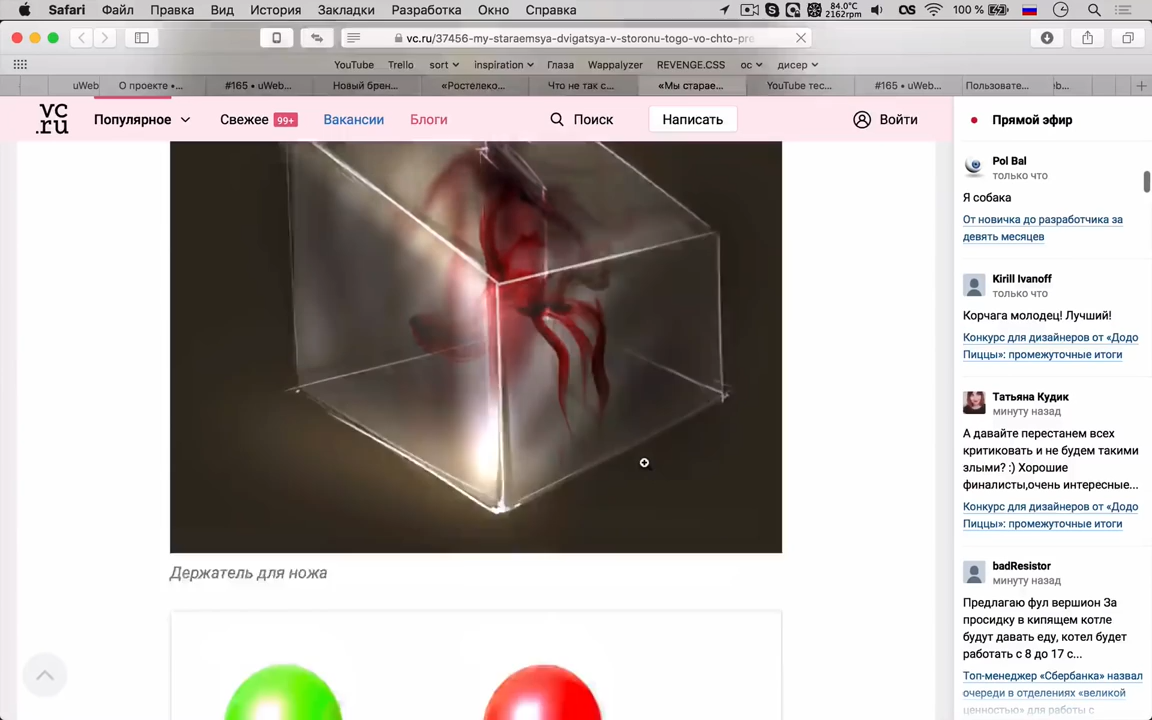 Safari Файл Правка Вид История Закладки Разработка Окно Справка 84.0°C 2162rpm 100 %
vc.ru/37456-my-staraemsya-dvigatsya-v-storonu-togo-vo-chto-pre
YouTube Trello sort inspiration Глаза Wappalyzer REVENGE.CSS ос дисер
uWeb О проекте •... #165 • uWeb... Новый брен... «Ростелеко... Что не так с... «Мы старае... YouTube тес... #165 • uWeb... Пользовате...
vc.ru Популярное Свежее 99+ Вакансии Блоги Поиск Написать Войти
Прямой эфир
Pol Bal
только что
Я собака
От новичка до разработчика за
девять месяцев
Kirill Ivanoff
только что
Корчага молодец! Лучший!
Конкурс для дизайнеров от «Додо
Пиццы»: промежуточные итоги
Татьяна Кудик
минуту назад
А давайте перестанем всех
критиковать и не будем такими
злыми? :) Хорошие
финалисты,очень интересные...
Конкурс для дизайнеров от «Додо
Пиццы»: промежуточные итоги
badResistor
минуту назад
Предлагаю фул вершион За
просидку в кипящем котле
будут давать еду, котел будет
работать с 8 до 17 с...
Топ-менеджер «Сбербанка» назвал
очереди в отделениях «великой
ценностью» для работы с
Держатель для ножа